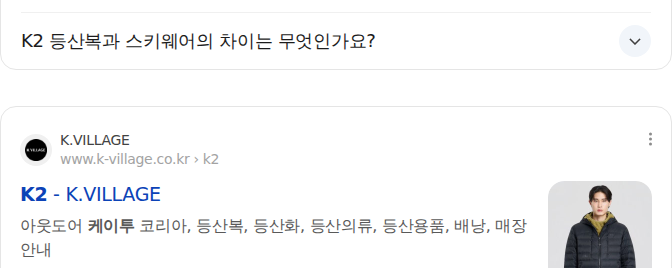 K2 등산복과 스키웨어의 차이는 무엇인가요?
K.VILLAGE
K.VILLAGE
www.k-village.co.kr › k2
K2 - K.VILLAGE
아웃도어 케이투 코리아, 등산복, 등산화, 등산의류, 등산용품, 배낭, 매장
안내